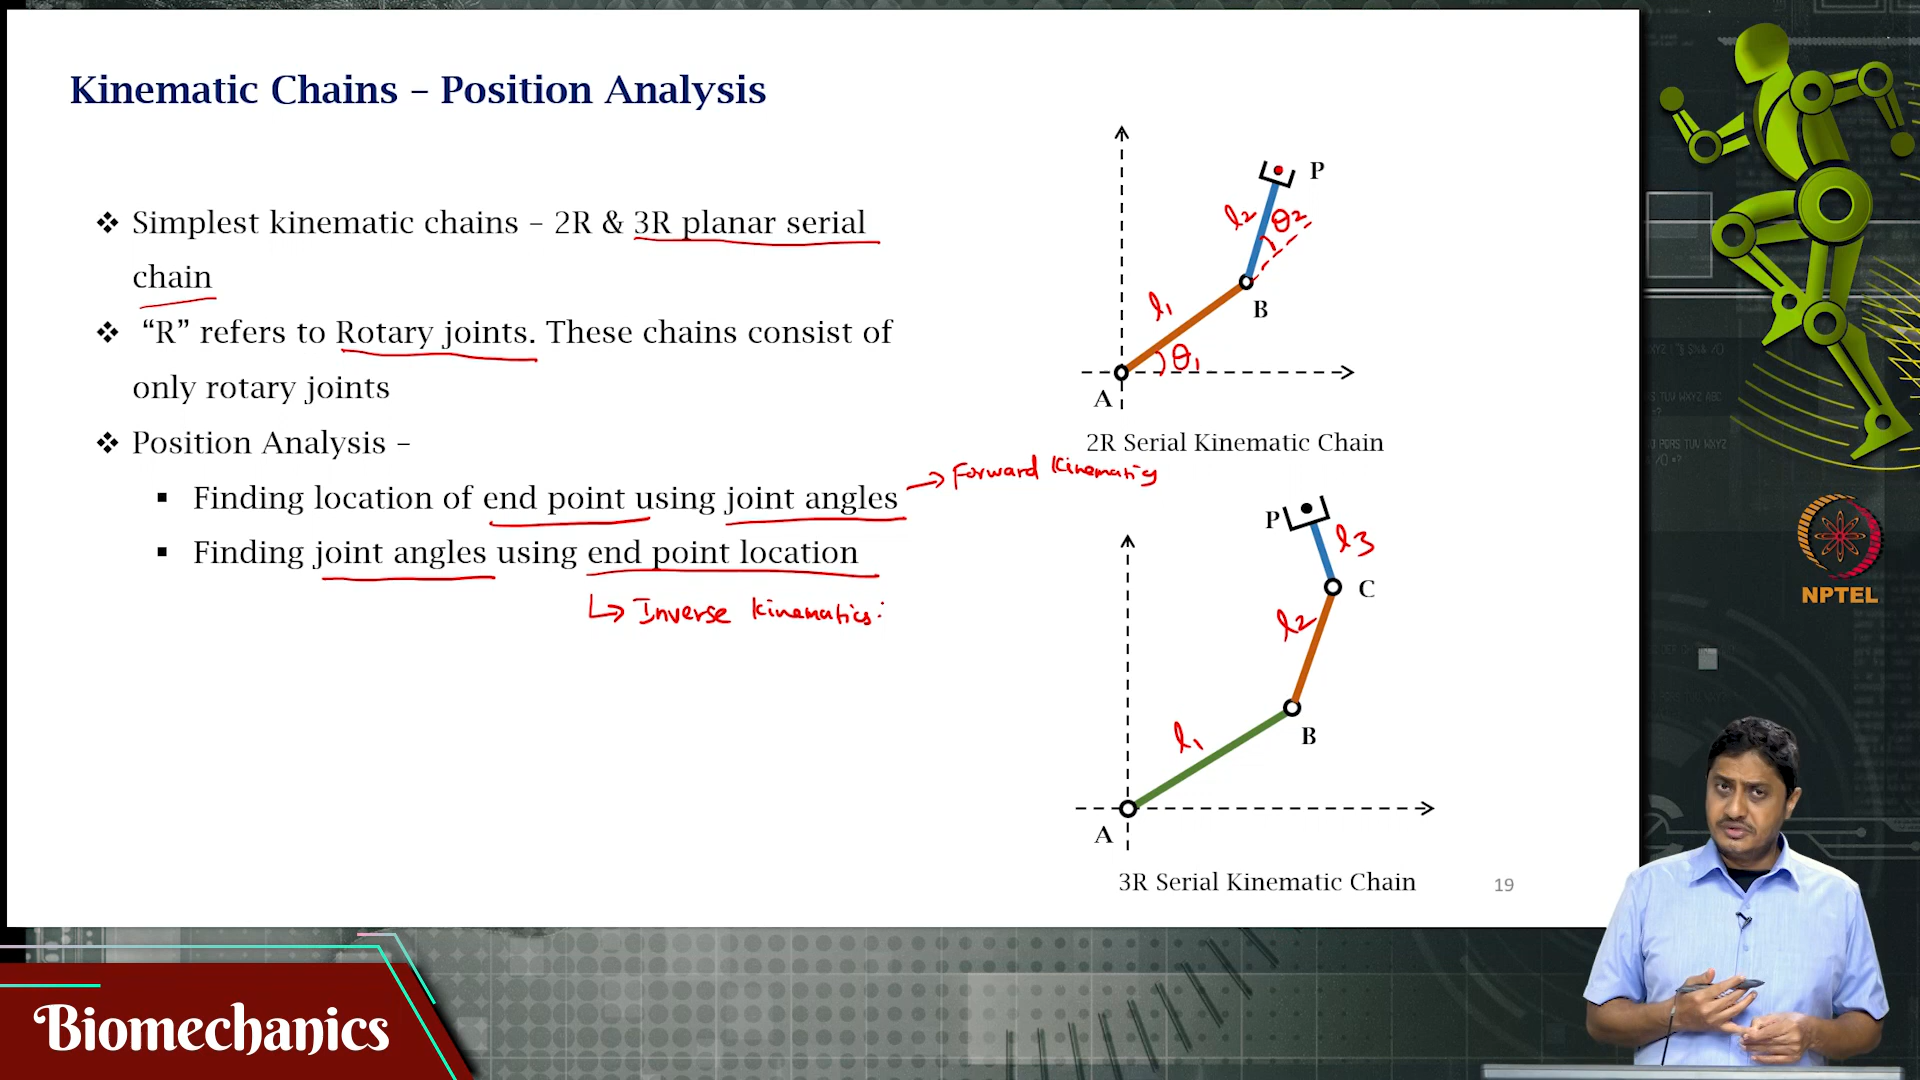 Kinematic Chains – Position Analysis
❖ Simplest kinematic chains – 2R & 3R planar serial
chain
❖ “R” refers to Rotary joints. These chains consist of
only rotary joints
❖ Position Analysis –
▪ Finding location of end point using joint angles
→ Forward Kinematics
▪ Finding joint angles using end point location
↳ Inverse kinematics:
P
l2
θ2
l1
B
θ1
A
2R Serial Kinematic Chain
P
l3
C
l2
B
l1
A
3R Serial Kinematic Chain
19
NPTEL
Biomechanics